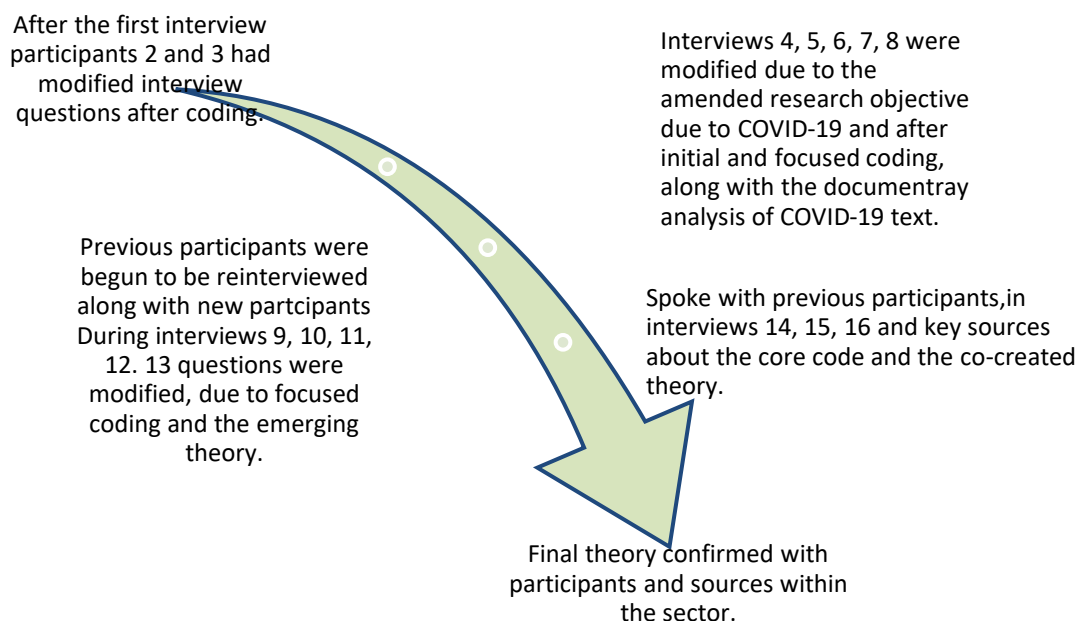 After the first interview
participants 2 and 3 had
modified interview
questions after coding.
Interviews 4, 5, 6, 7, 8 were
modified due to the
amended research objective
due to COVID-19 and after
initial and focused coding,
along with the documentray
analysis of COVID-19 text.
Previous participants were
begun to be reinterviewed
along with new partcipants
During interviews 9, 10, 11,
12. 13 questions were
modified, due to focused
coding and the emerging
theory.
Spoke with previous participants,in
interviews 14, 15, 16 and key sources
about the core code and the co-created
theory.
Final theory confirmed with
participants and sources within
the sector.